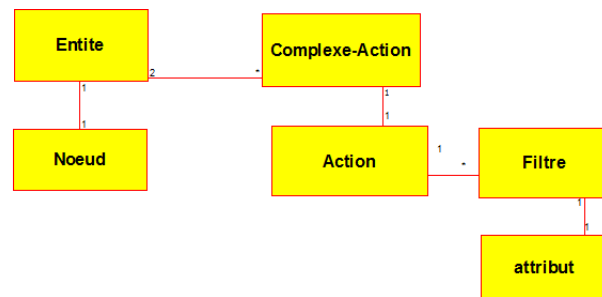 Entite
Complexe-Action
2
-
1
1
1
1
Noeud
Action
1
-
Filtre
1
1
attribut